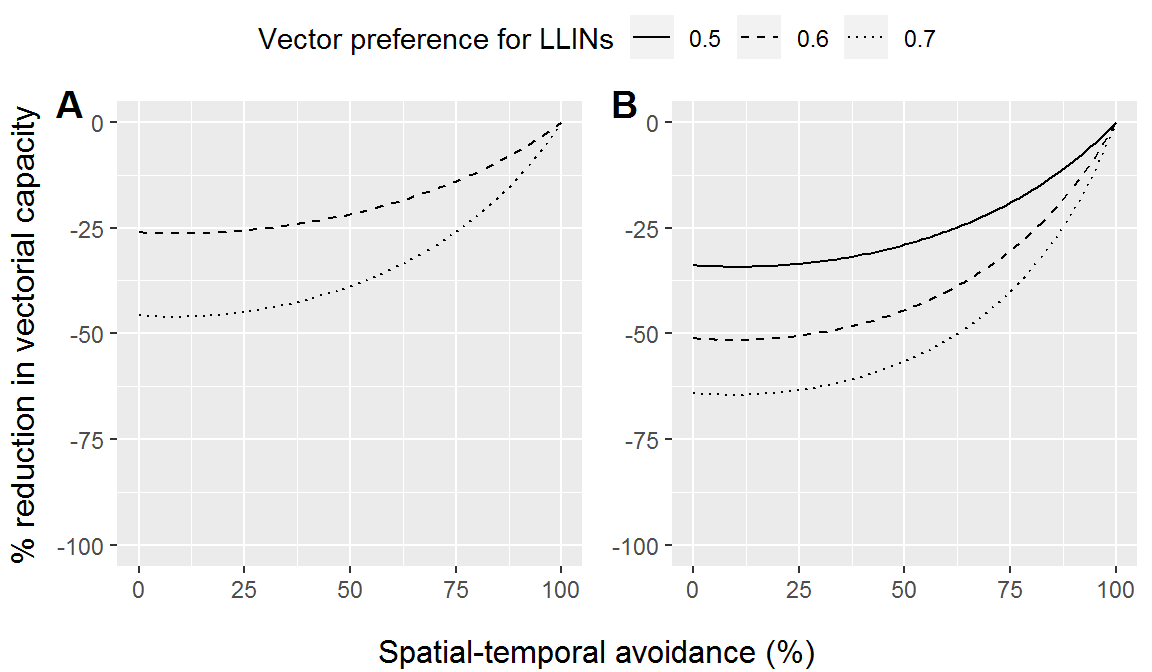 Vector preference for LLINs 0.5 0.6 0.7
A B
% reduction in vectorial capacity
0
-25
-50
-75
-100
0 25 50 75 100
0
-25
-50
-75
-100
0 25 50 75 100
Spatial-temporal avoidance (%)